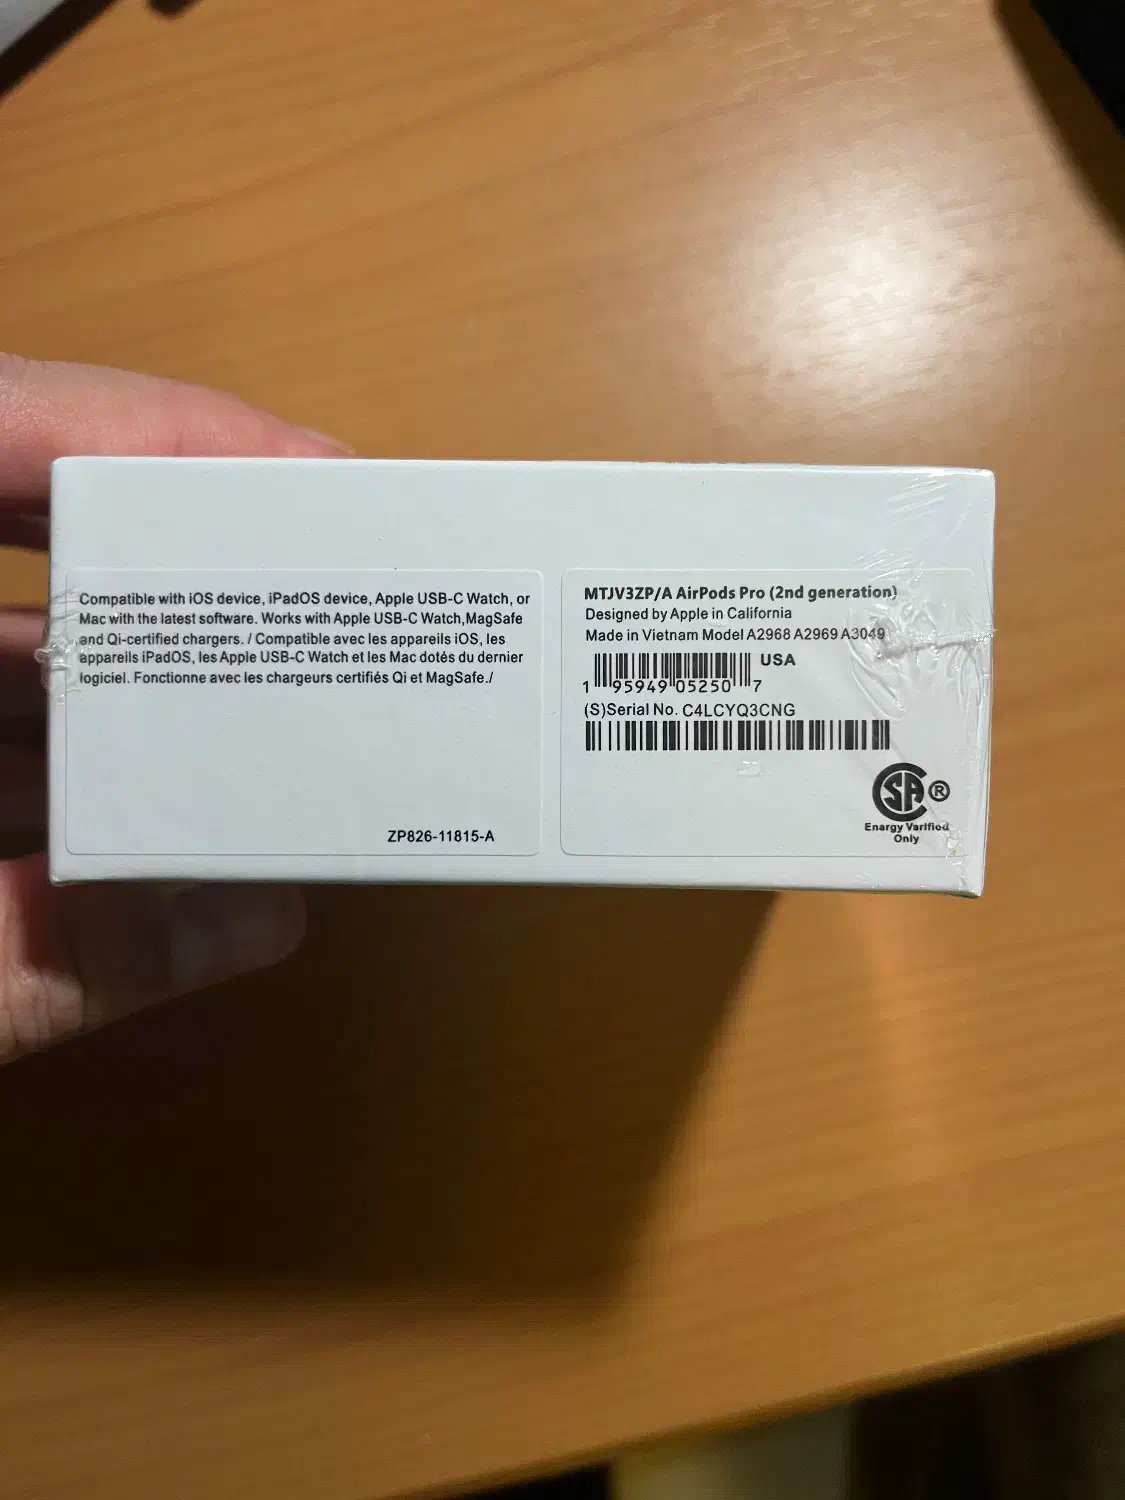 Compatible with iOS device, iPadOS device, Apple USB-C Watch, or
Mac with the latest software. Works with Apple USB-C Watch,MagSafe
and Qi-certified chargers. / Compatible avec les appareils iOS, les
appareils iPadOS, les Apple USB-C Watch et les Mac dotés du dernier
logiciel. Fonctionne avec les chargeurs certifiés Qi et MagSafe./
ZP826-11815-A
MTJV3ZP/A AirPods Pro (2nd generation)
Designed by Apple in California
Made in Vietnam Model A2968 A2969 A3049
USA
1 95949 05250 7
(S)Serial No. C4LCYQ3CNG
SA ®
Enargy Varified
Only